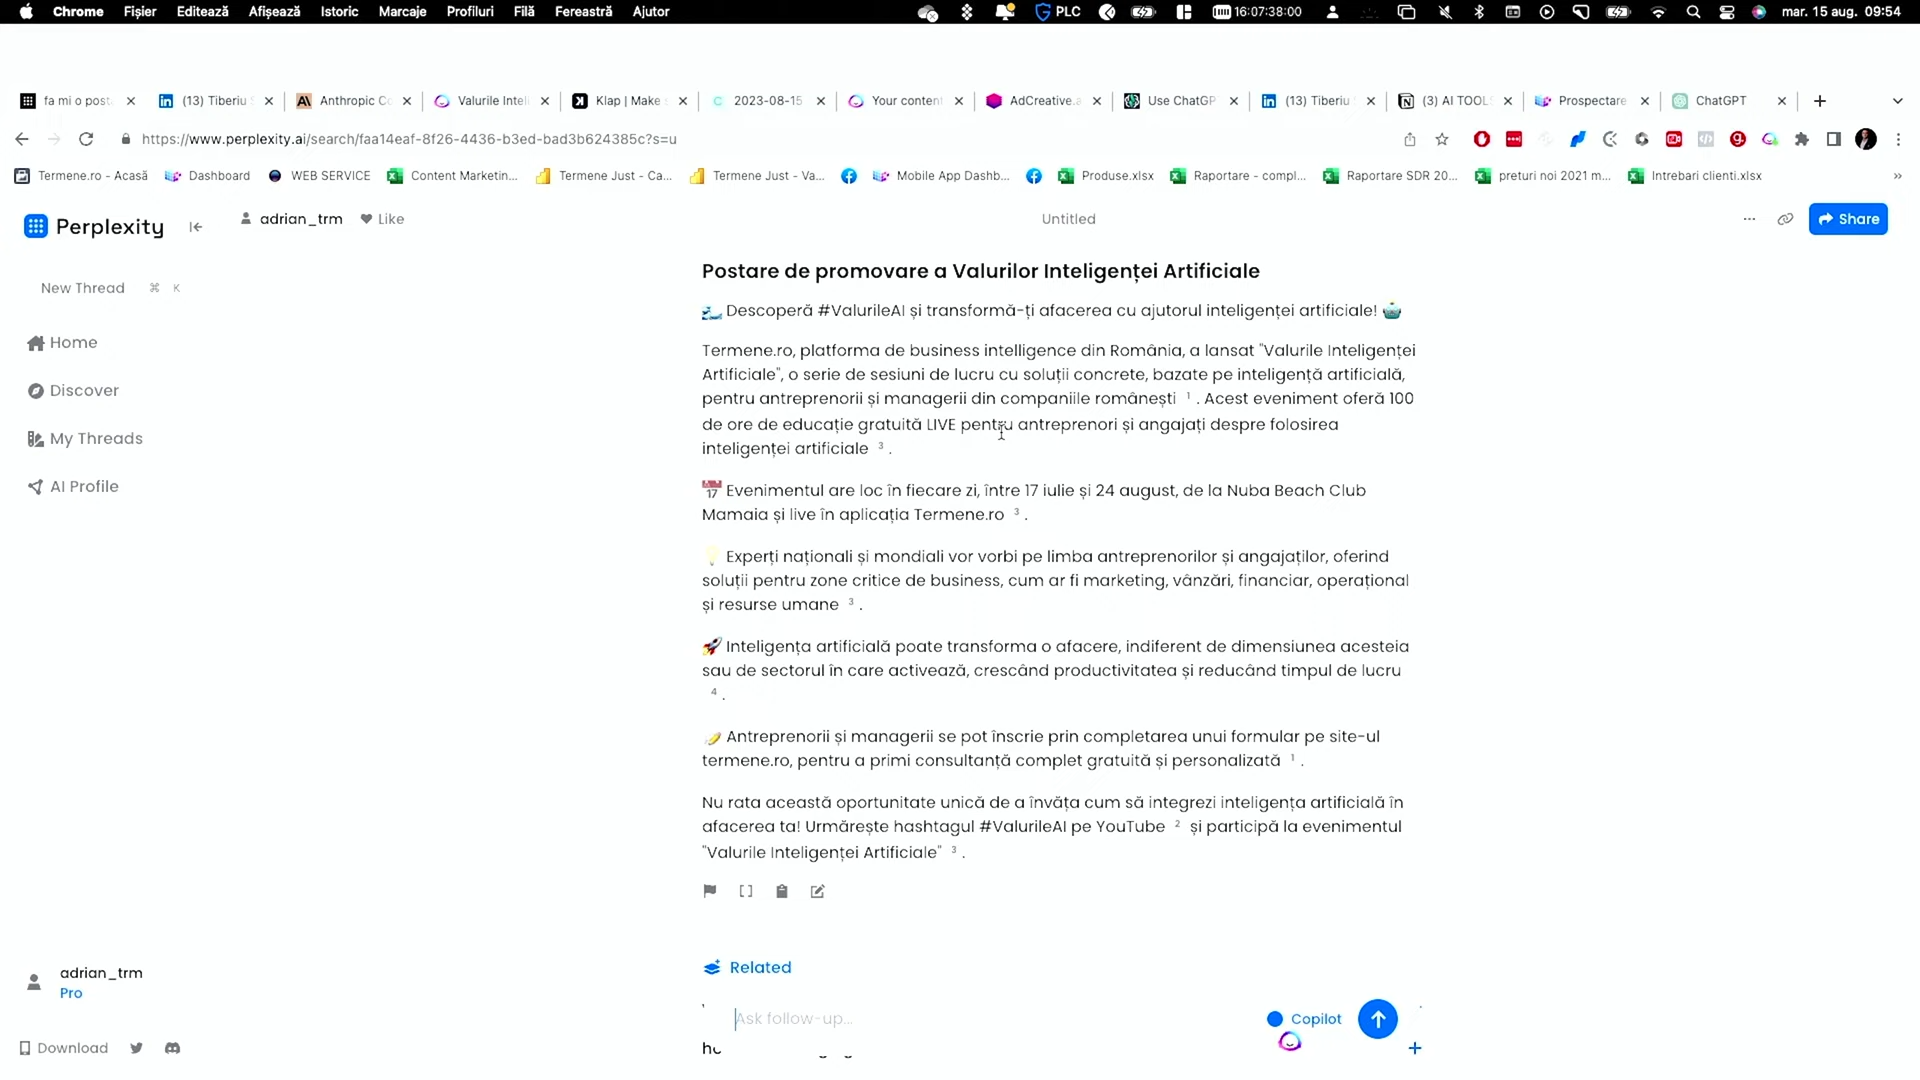 Chrome Fișier Editează Afișează Istoric Marcaje Profiluri Filă Fereastră Ajutor PLC 16:07:38:00 mar. 15 aug. 09:54
fa mi o post (13) Tiberiu Anthropic Co Valurile Inteli Klap | Make 2023-08-15 Your content AdCreative.a Use ChatGP (13) Tiberiu (3) AI TOOL Prospectare ChatGPT
https://www.perplexity.ai/search/faa14eaf-8f26-4436-b3ed-bad3b624385c?s=u
Termene.ro - Acasă Dashboard WEB SERVICE Content Marketin... Termene Just - Ca... Termene Just - Va... Mobile App Dashb... Produse.xlsx Raportare - compl... Raportare SDR 20... preturi noi 2021 m... Intrebari clienti.xlsx »
Perplexity adrian_trm Like Untitled ... Share
New Thread ⌘ K
Home
Discover
My Threads
AI Profile
Postare de promovare a Valurilor Inteligenței Artificiale
🌊 Descoperă #ValurileAI și transformă-ți afacerea cu ajutorul inteligenței artificiale! 🤖
Termene.ro, platforma de business intelligence din România, a lansat "Valurile Inteligenței
Artificiale", o serie de sesiuni de lucru cu soluții concrete, bazate pe inteligență artificială,
pentru antreprenorii și managerii din companiile românești 1 . Acest eveniment oferă 100
de ore de educație gratuită LIVE pentru antreprenori și angajați despre folosirea
inteligenței artificiale 3 .
📅 Evenimentul are loc în fiecare zi, între 17 iulie și 24 august, de la Nuba Beach Club
Mamaia și live în aplicația Termene.ro 3 .
💡 Experți naționali și mondiali vor vorbi pe limba antreprenorilor și angajaților, oferind
soluții pentru zone critice de business, cum ar fi marketing, vânzări, financiar, operațional
și resurse umane 3 .
🚀 Inteligența artificială poate transforma o afacere, indiferent de dimensiunea acesteia
sau de sectorul în care activează, crescând productivitatea și reducând timpul de lucru
4 .
Antreprenorii și managerii se pot înscrie prin completarea unui formular pe site-ul
termene.ro, pentru a primi consultanță complet gratuită și personalizată 1 .
Nu rata această oportunitate unică de a învăța cum să integrezi inteligența artificială în
afacerea ta! Urmărește hashtagul #ValurileAI pe YouTube 2 și participă la evenimentul
"Valurile Inteligenței Artificiale" 3 .
Related
Ask follow-up...
Copilot
adrian_trm
Pro
Download